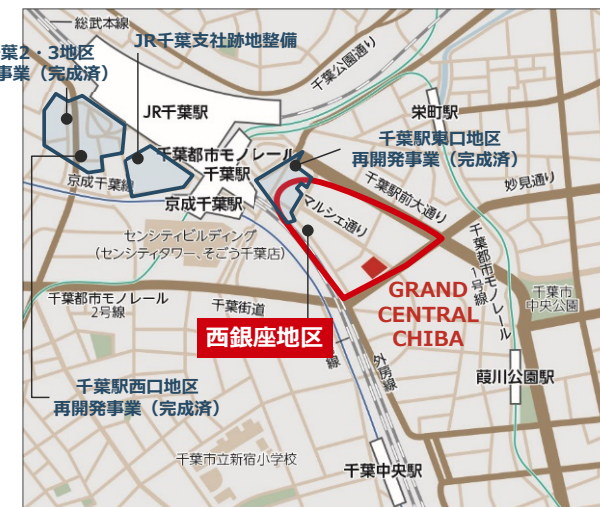 総武本線
葉2・3地区
事業（完成済）
JR千葉支社跡地整備
千葉公園通り
JR千葉駅
栄町駅
千葉都市モノレール
千葉駅
千葉駅東口地区
再開発事業（完成済）
京成千葉線
京成千葉駅
マルシェ通り
千葉駅前大通り
妙見通り
センシティビルディング
（センシティタワー、そごう千葉店）
千葉都市モノレール
1号線
千葉都市モノレール
2号線
千葉街道
GRAND
CENTRAL
CHIBA
千葉市
中央公園
西銀座地区
線
外房線
葭川公園駅
千葉駅西口地区
再開発事業（完成済）
千葉市立新宿小学校
千葉中央駅